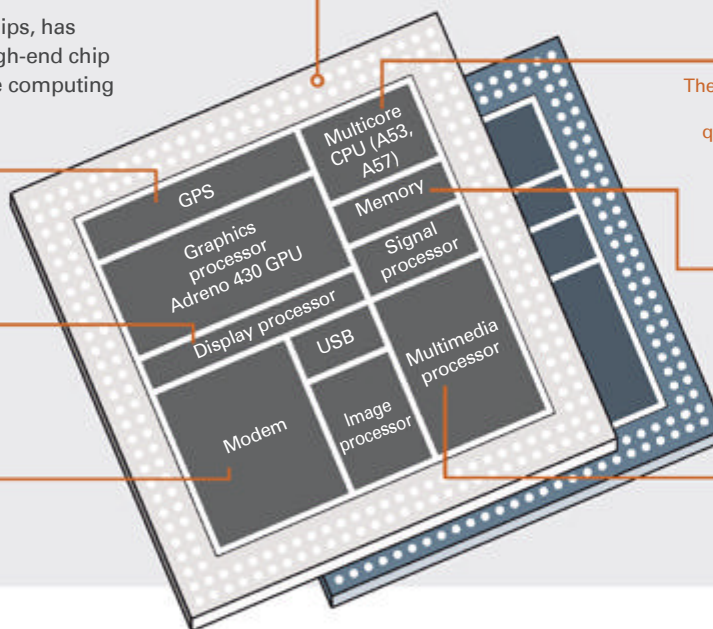 ips, has
gh-end chip
e computing
The
q
GPS
Graphics
processor
Adreno 430 GPU
Display processor
Modem
USB
Image
processor
Multicore
CPU (A53,
A57)
Memory
Signal
processor
Multimedia
processor